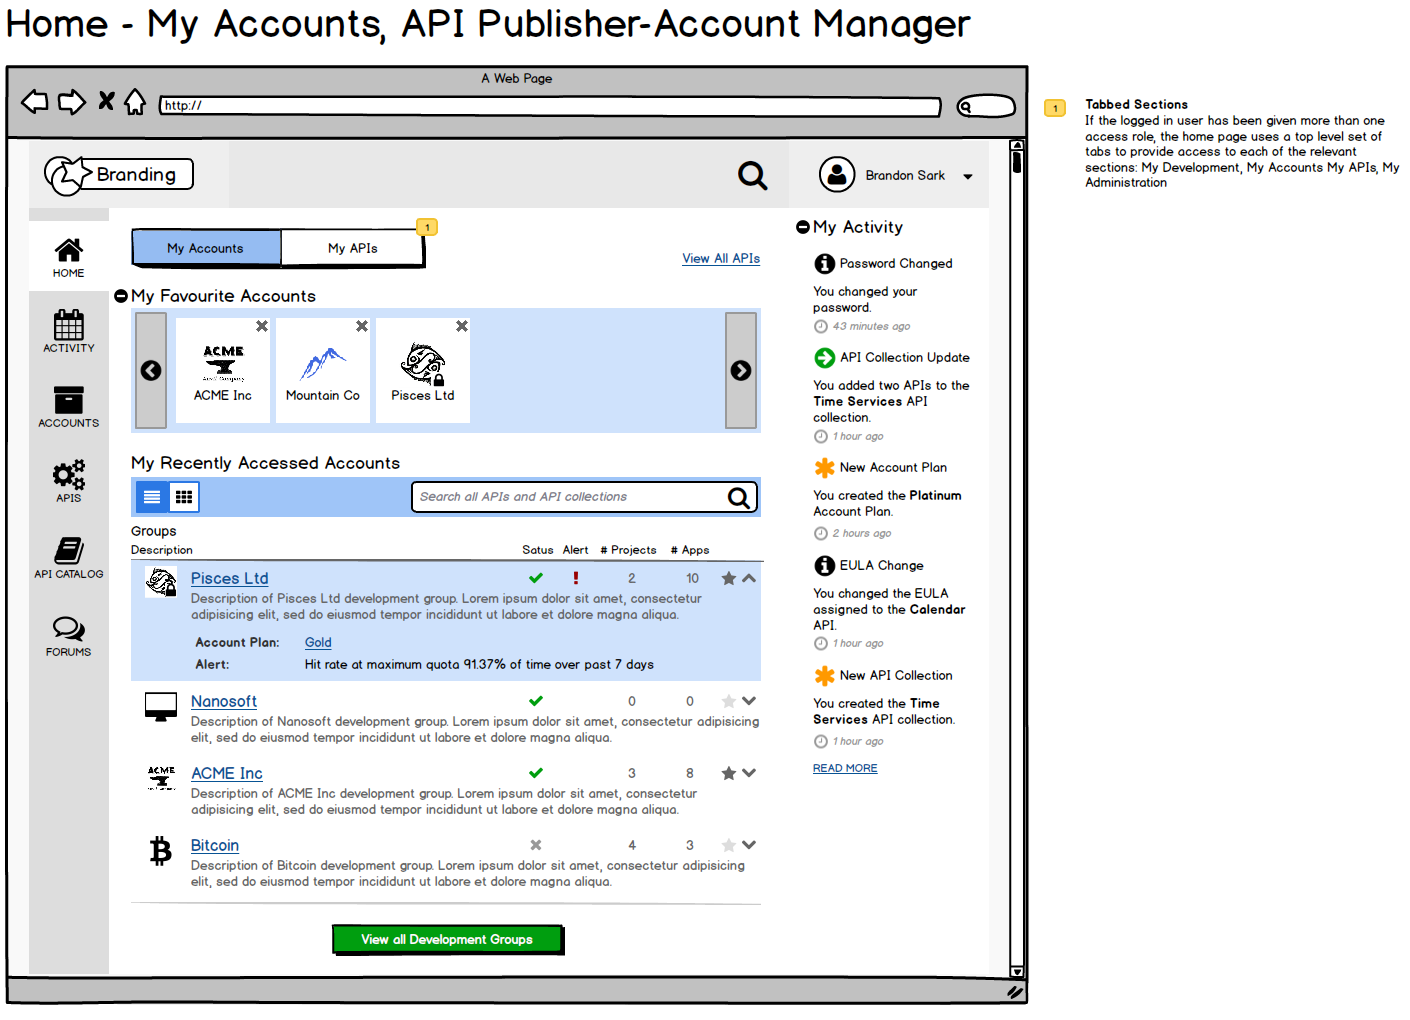 Home - My Accounts, API Publisher-Account Manager
A Web Page
http://
1
Tabbed Sections
If the logged in user has been given more than one
access role, the home page uses a top level set of
tabs to provide access to each of the relevant
sections: My Development, My Accounts My APIs, My
Administration
Branding
Brandon Sark
HOME
ACTIVITY
ACCOUNTS
APIS
API CATALOG
FORUMS
My Accounts
My APIs
1
View All APIs
My Favourite Accounts
ACME
ACME Inc
Mountain Co
Pisces Ltd
My Recently Accessed Accounts
Search all APIs and API collections
Groups
Description Satus Alert # Projects # Apps
Pisces Ltd 2 10
Description of Pisces Ltd development group. Lorem ipsum dolor sit amet, consectetur
adipisicing elit, sed do eiusmod tempor incididunt ut labore et dolore magna aliqua.
Account Plan: Gold
Alert: Hit rate at maximum quota 91.37% of time over past 7 days
Nanosoft 0 0
Description of Nanosoft development group. Lorem ipsum dolor sit amet, consectetur adipisicing
elit, sed do eiusmod tempor incididunt ut labore et dolore magna aliqua.
ACME
ACME Inc 3 8
Description of ACME Inc development group. Lorem ipsum dolor sit amet, consectetur
adipisicing elit, sed do eiusmod tempor incididunt ut labore et dolore magna aliqua.
Bitcoin 4 3
Description of Bitcoin development group. Lorem ipsum dolor sit amet, consectetur adipisicing
elit, sed do eiusmod tempor incididunt ut labore et dolore magna aliqua.
View all Development Groups
My Activity
Password Changed
You changed your
password.
43 minutes ago
API Collection Update
You added two APIs to the
Time Services API
collection.
1 hour ago
New Account Plan
You created the Platinum
Account Plan.
2 hours ago
EULA Change
You changed the EULA
assigned to the Calendar
API.
1 hour ago
New API Collection
You created the Time
Services API collection.
1 hour ago
READ MORE